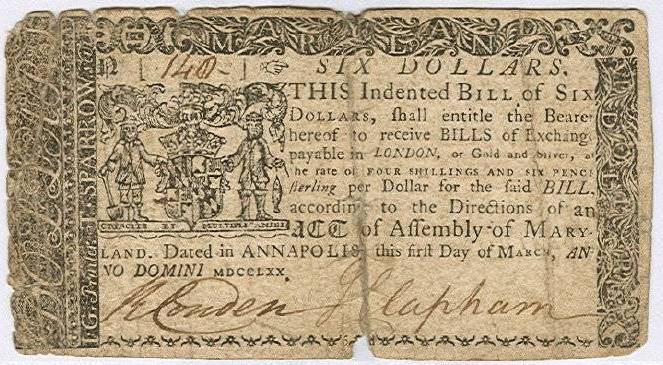 MARYLAND
No [ 140 ] ☞ SIX DOLLARS.
THIS Indented BILL of SIX
DOLLARS, ſhall entitle the Bearer
hereof to receive BILLS of Exchange
payable in LONDON, or Gold and Silver, at
the rate of FOUR SHILLINGS AND SIX PENCE
ſterling per Dollar for the ſaid BILL,
according to the Directions of an
ACT of Aſſembly of MARY-
LAND. Dated in ANNAPOLIS, this firſt Day of MARCH, AN-
NO DOMINI MDCCLXX.
CRESCITE ET MULTIPLICAMINI
J Clapham
T. SPARROW